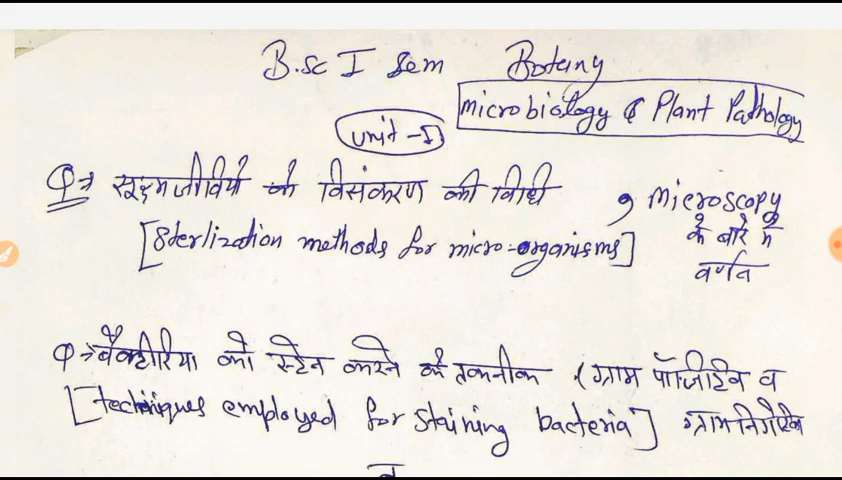 B.sc I Sem Botany
microbiology & Plant Pathology
Unit-I
Q→ सूक्ष्मजीवियो के विसंकरण की विधी , Microscopy
[Sterlization methods for micro-organisms] के बारे में
वर्णन
Q→ बैक्टीरिया को स्टेन करने के तकनीक (ग्राम पॉजिटिव व
[techniques employed for Staining bacteria] ग्राम निगेटिव
व